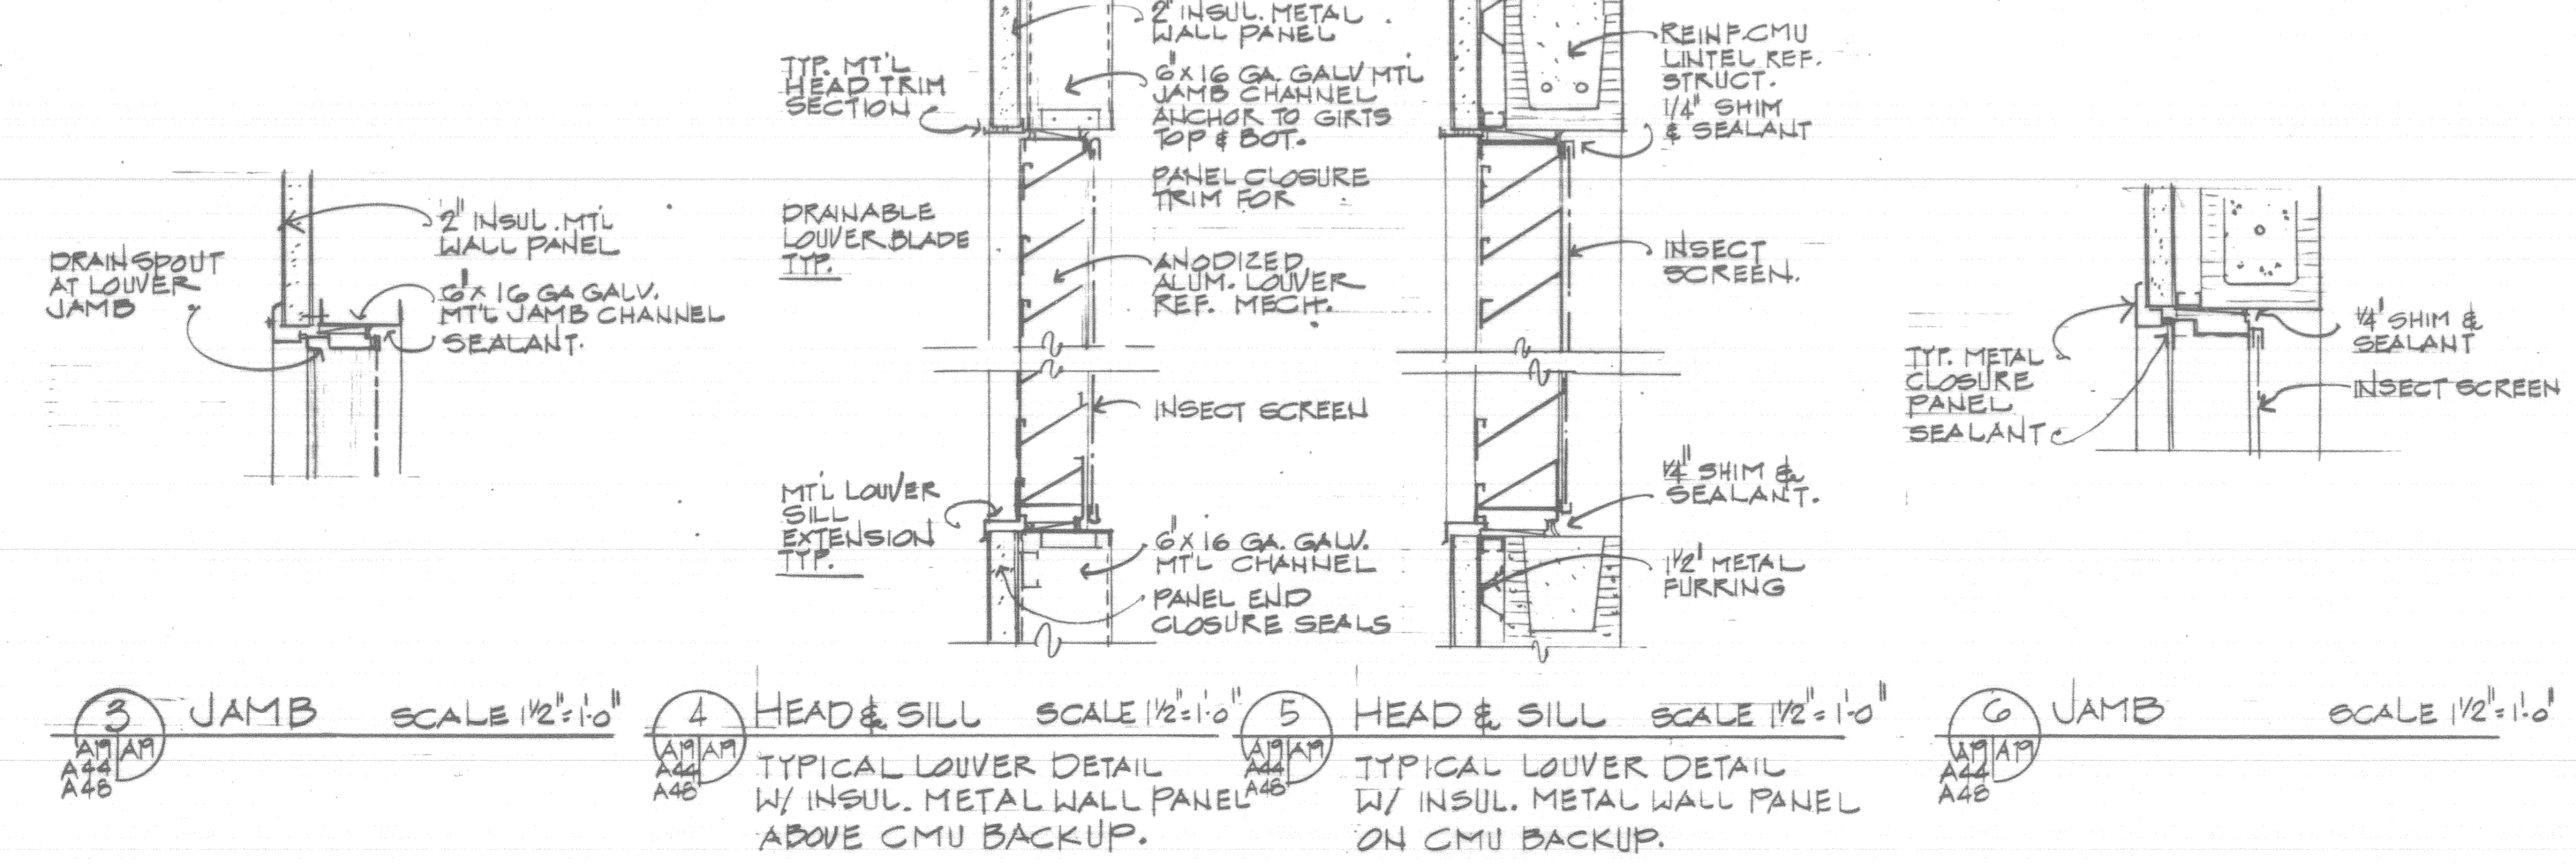 2" INSUL. MTL
WALL PANEL
DRAIN SPOUT
AT LOUVER
JAMB
6" X 16 GA GALV.
MT'L JAMB CHANNEL
SEALANT.
3 JAMB SCALE 1 1/2" = 1'-0"
A19 A19
A44
A48
2" INSUL. METAL
WALL PANEL
TYP. MT'L
HEAD TRIM
SECTION
6" X 16 GA. GALV MTL
JAMB CHANNEL
ANCHOR TO GIRTS
TOP & BOT.
PANEL CLOSURE
TRIM FOR
DRAINABLE
LOUVER BLADE
TYP.
ANODIZED
ALUM. LOUVER
REF. MECH.
INSECT SCREEN
MT'L LOUVER
SILL
EXTENSION
TYP.
6" X 16 GA. GALV.
MT'L CHANNEL
PANEL END
CLOSURE SEALS
4 HEAD & SILL SCALE 1 1/2" = 1'-0"
A19 A19
A44
A48
TYPICAL LOUVER DETAIL
W/ INSUL. METAL WALL PANEL
ABOVE CMU BACKUP.
REINF. CMU
LINTEL REF.
STRUCT.
1/4" SHIM
& SEALANT
INSECT
SCREEN.
1/4" SHIM &
SEALANT.
1 1/2" METAL
FURRING
5 HEAD & SILL SCALE 1 1/2" = 1'-0"
A19 A19
A44
A48
TYPICAL LOUVER DETAIL
W/ INSUL. METAL WALL PANEL
ON CMU BACKUP.
1/4" SHIM &
SEALANT
TYP. METAL
CLOSURE
PANEL
SEALANT
INSECT SCREEN
6 JAMB SCALE 1 1/2" = 1'-0"
A19 A19
A44
A48